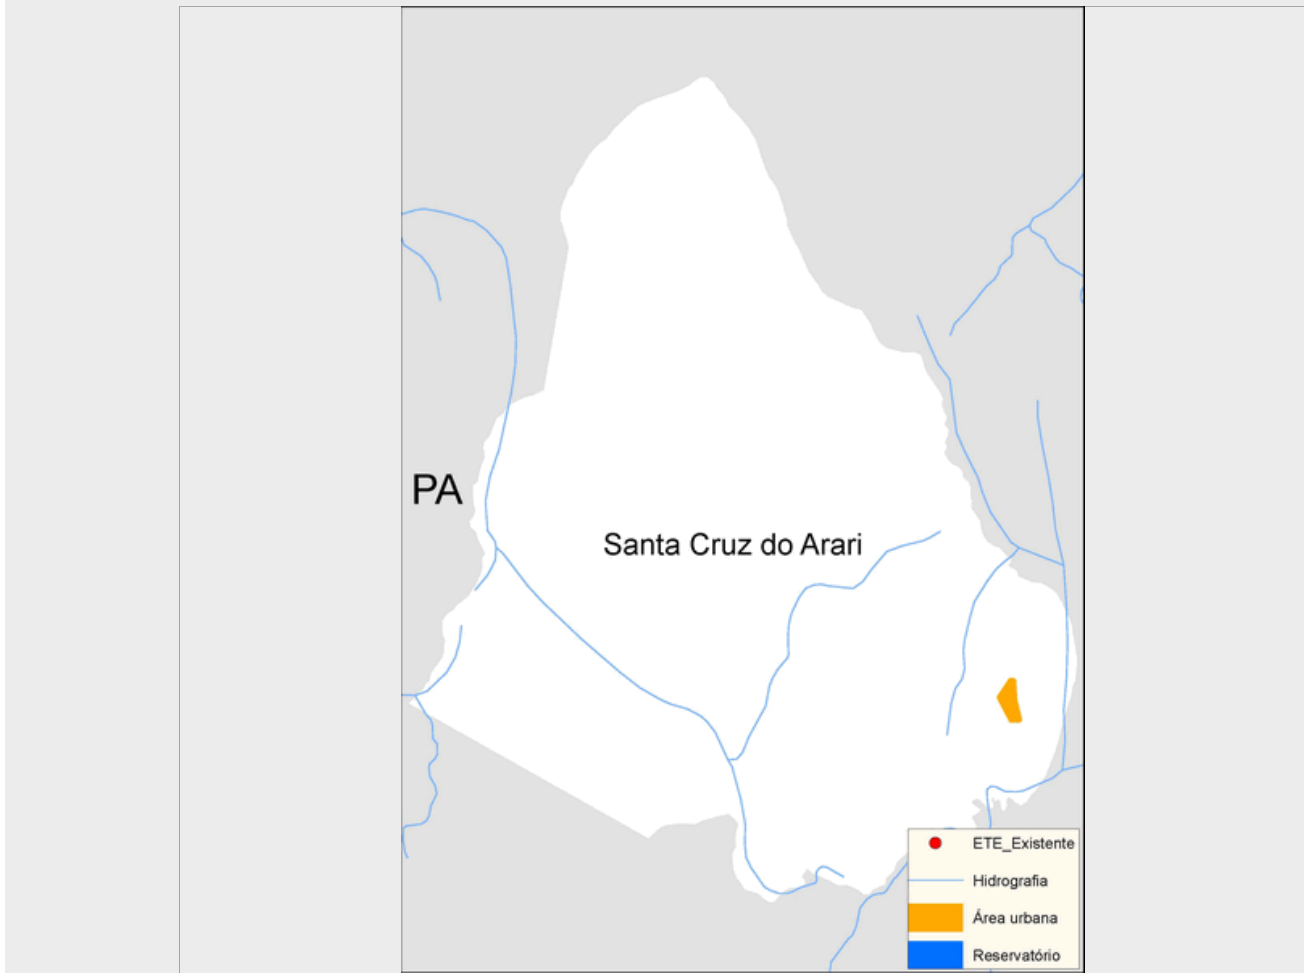 PA
Santa Cruz do Arari
ETE_Existente
Hidrografia
Área urbana
Reservatório